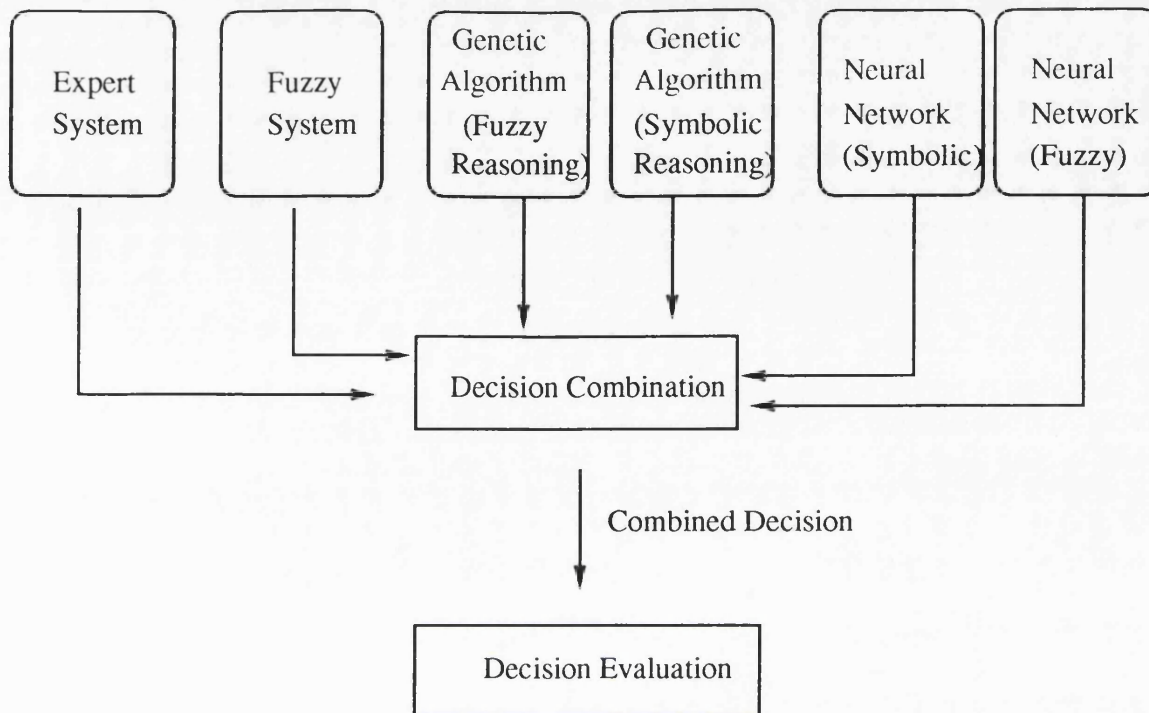 Expert
System
Fuzzy
System
Genetic
Algorithm
(Fuzzy
Reasoning)
Genetic
Algorithm
(Symbolic
Reasoning)
Neural
Network
(Symbolic)
Neural
Network
(Fuzzy)
Decision Combination
Combined Decision
Decision Evaluation